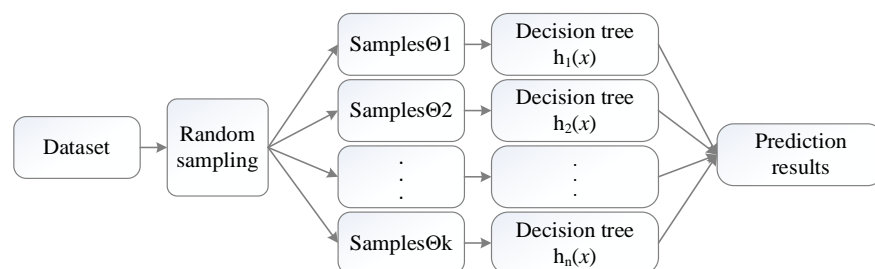 Dataset
Random
sampling
SamplesΘ1
Decision tree
h₁(x)
SamplesΘ2
Decision tree
h₂(x)
.
.
.
.
.
.
SamplesΘk
Decision tree
hₙ(x)
Prediction
results